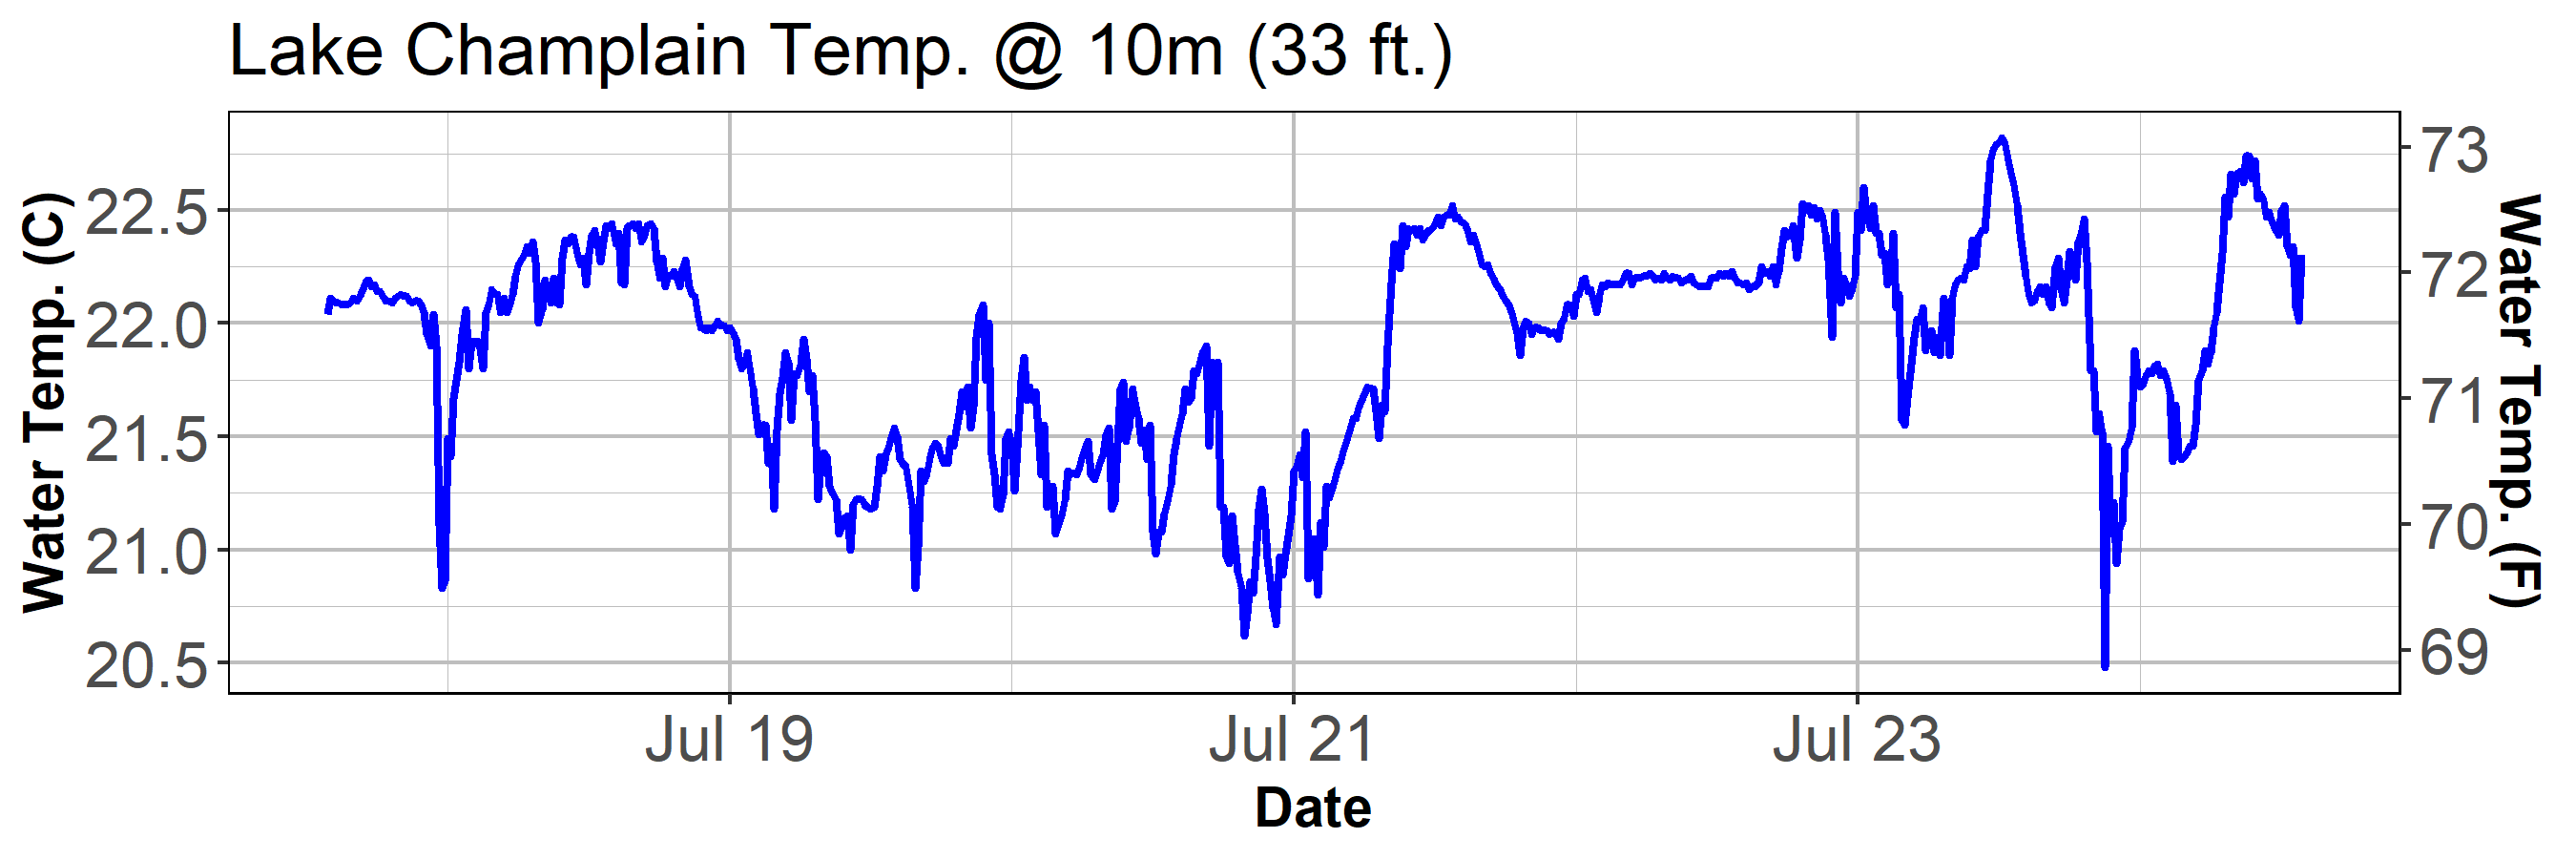 Lake Champlain Temp. @ 10m (33 ft.)
Water Temp. (C)
22.5
22.0
21.5
21.0
20.5
73
72
71
70
69
Water Temp. (F)
Jul 19
Jul 21
Jul 23
Date